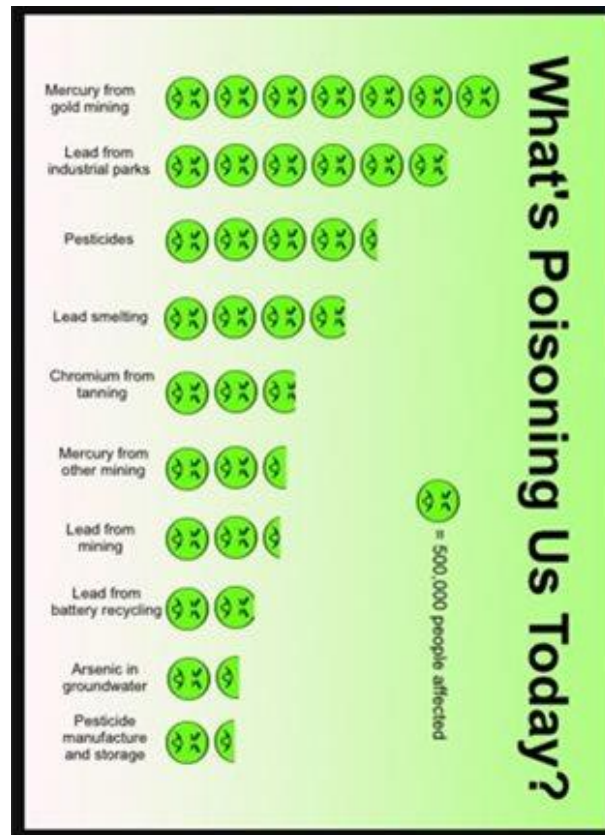 What's Poisoning Us Today?
Mercury from
gold mining
Lead from
industrial parks
Pesticides
Lead smelting
Chromium from
tanning
Mercury from
other mining
Lead from
mining
Lead from
battery recycling
Arsenic in
groundwater
Pesticide
manufacture
and storage
= 500,000 people affected